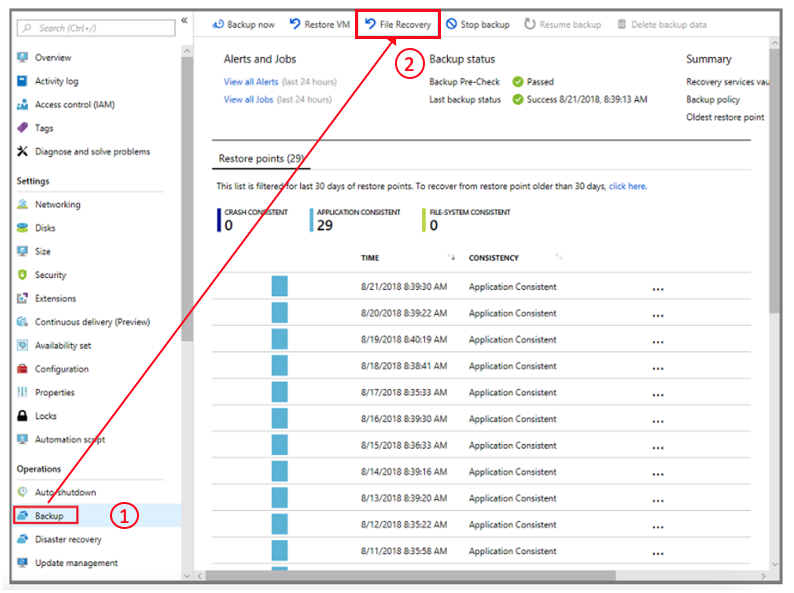 Search (Ctrl+/)
«
Overview
Activity log
Access control (IAM)
Tags
Diagnose and solve problems
Settings
Networking
Disks
Size
Security
Extensions
Continuous delivery (Preview)
Availability set
Configuration
Properties
Locks
Automation script
Operations
Auto-shutdown
Backup
1
Disaster recovery
Update management
Backup now Restore VM File Recovery Stop backup Resume backup Delete backup data
2
Alerts and Jobs
View all Alerts (last 24 hours)
View all Jobs (last 24 hours)
Backup status
Backup Pre-Check Passed
Last backup status Success 8/21/2018, 8:39:13 AM
Summary
Recovery services vau
Backup policy
Oldest restore point
Restore points (29)
This list is filtered for last 30 days of restore points. To recover from restore point older than 30 days, click here.
CRASH CONSISTENT
0
APPLICATION CONSISTENT
29
FILE-SYSTEM CONSISTENT
0
TIME CONSISTENCY
8/21/2018 8:39:30 AM Application Consistent ...
8/20/2018 8:39:22 AM Application Consistent ...
8/19/2018 8:40:19 AM Application Consistent ...
8/18/2018 8:38:41 AM Application Consistent ...
8/17/2018 8:35:33 AM Application Consistent ...
8/16/2018 8:39:30 AM Application Consistent ...
8/15/2018 8:36:33 AM Application Consistent ...
8/14/2018 8:39:16 AM Application Consistent ...
8/13/2018 8:39:20 AM Application Consistent ...
8/12/2018 8:35:22 AM Application Consistent ...
8/11/2018 8:35:58 AM Application Consistent ...